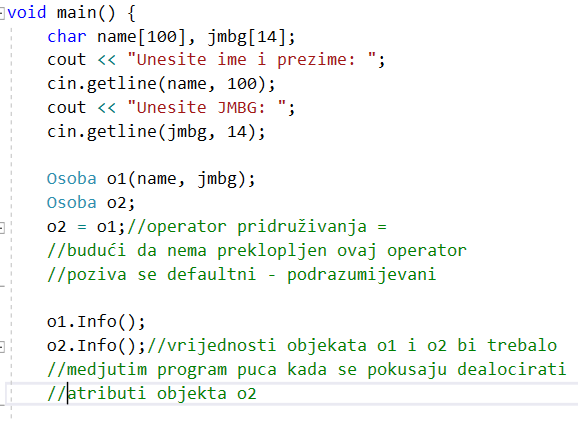 void main() {
char name[100], jmbg[14];
cout << "Unesite ime i prezime: ";
cin.getline(name, 100);
cout << "Unesite JMBG: ";
cin.getline(jmbg, 14);
Osoba o1(name, jmbg);
Osoba o2;
o2 = o1;//operator pridruživanja =
//budući da nema preklopljen ovaj operator
//poziva se defaultni - podrazumijevani
o1.Info();
o2.Info();//vrijednosti objekata o1 i o2 bi trebalo
//medjutim program puca kada se pokusaju dealocirati
//atributi objekta o2